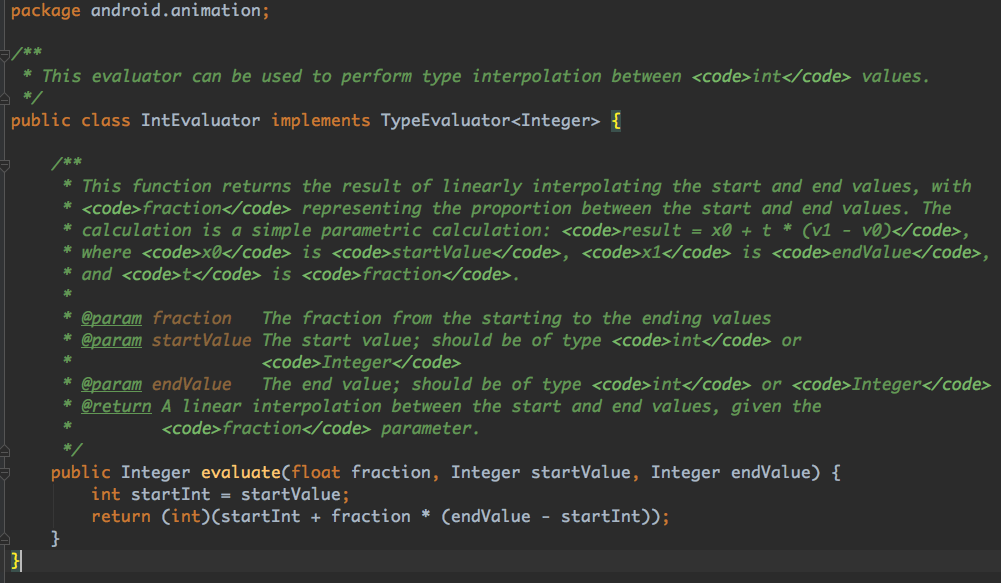 package android.animation;
/**
 * This evaluator can be used to perform type interpolation between <code>int</code> values.
 */
public class IntEvaluator implements TypeEvaluator<Integer> {
    /**
     * This function returns the result of linearly interpolating the start and end values, with
     * <code>fraction</code> representing the proportion between the start and end values. The
     * calculation is a simple parametric calculation: <code>result = x0 + t * (v1 - v0)</code>,
     * where <code>x0</code> is <code>startValue</code>, <code>x1</code> is <code>endValue</code>,
     * and <code>t</code> is <code>fraction</code>.
     *
     * @param fraction   The fraction from the starting to the ending values
     * @param startValue The start value; should be of type <code>int</code> or
     *                   <code>Integer</code>
     * @param endValue   The end value; should be of type <code>int</code> or <code>Integer</code>
     * @return A linear interpolation between the start and end values, given the
     *         <code>fraction</code> parameter.
     */
    public Integer evaluate(float fraction, Integer startValue, Integer endValue) {
        int startInt = startValue;
        return (int)(startInt + fraction * (endValue - startInt));
    }
}